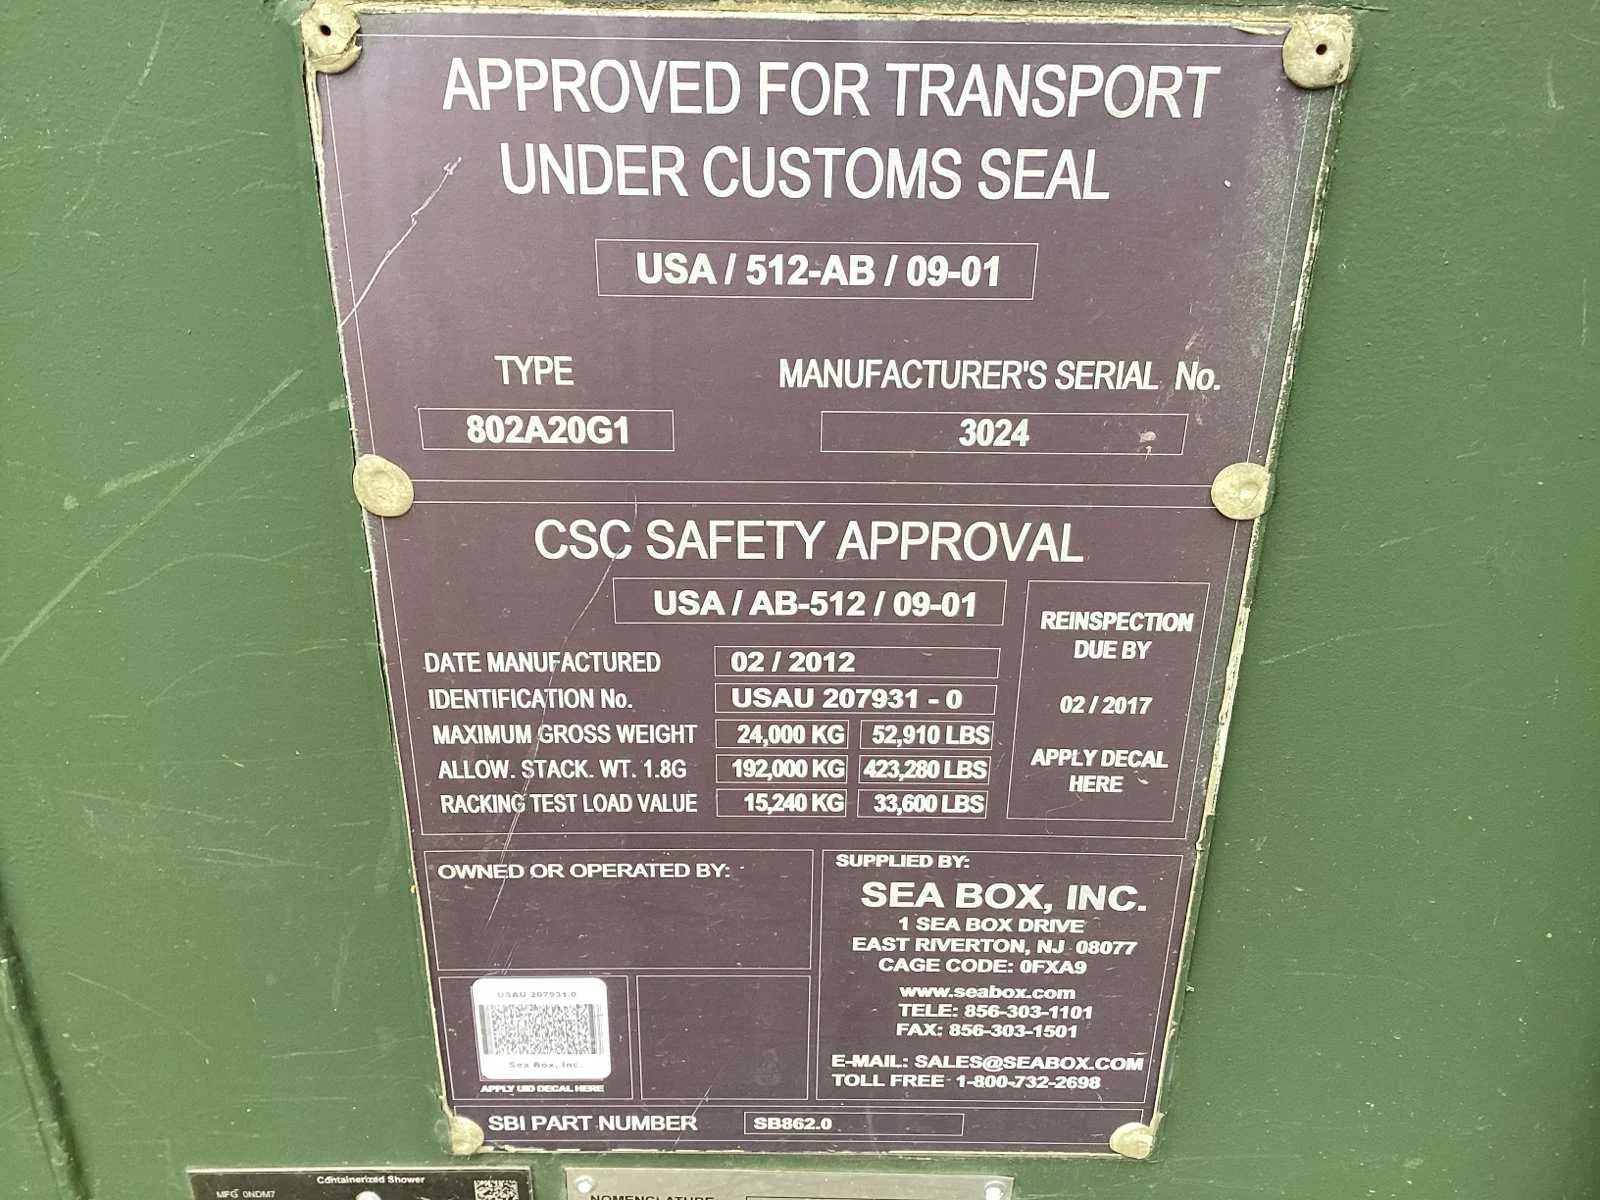 APPROVED FOR TRANSPORT
UNDER CUSTOMS SEAL
USA / 512-AB / 09-01
TYPE
802A20G1
MANUFACTURER'S SERIAL No.
3024
CSC SAFETY APPROVAL
USA / AB-512 / 09-01
DATE MANUFACTURED 02 / 2012
IDENTIFICATION No. USAU 207931 - 0
MAXIMUM GROSS WEIGHT 24,000 KG 52,910 LBS
ALLOW. STACK. WT. 1.8G 192,000 KG 423,280 LBS
RACKING TEST LOAD VALUE 15,240 KG 33,600 LBS
REINSPECTION
DUE BY
02 / 2017
APPLY DECAL
HERE
OWNED OR OPERATED BY:
SUPPLIED BY:
SEA BOX, INC.
1 SEA BOX DRIVE
EAST RIVERTON, NJ 08077
CAGE CODE: 0FXA9
www.seabox.com
TELE: 856-303-1101
FAX: 856-303-1501
E-MAIL: SALES@SEABOX.COM
TOLL FREE 1-800-732-2698
USAU 207931-0
Sea Box, Inc.
APPLY UID DECAL HERE
SBI PART NUMBER SB862.0
Containerized Shower
MFG 0NDM7
NOMENCLATURE